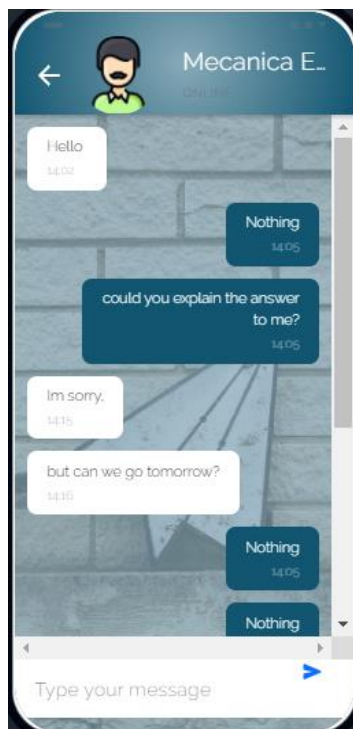 Mecanica E...
ONLINE
Hello
14:02
Nothing
14:05
could you explain the answer
to me?
14:05
Im sorry,
14:15
but can we go tomorrow?
14:16
Nothing
14:05
Nothing
Type your message